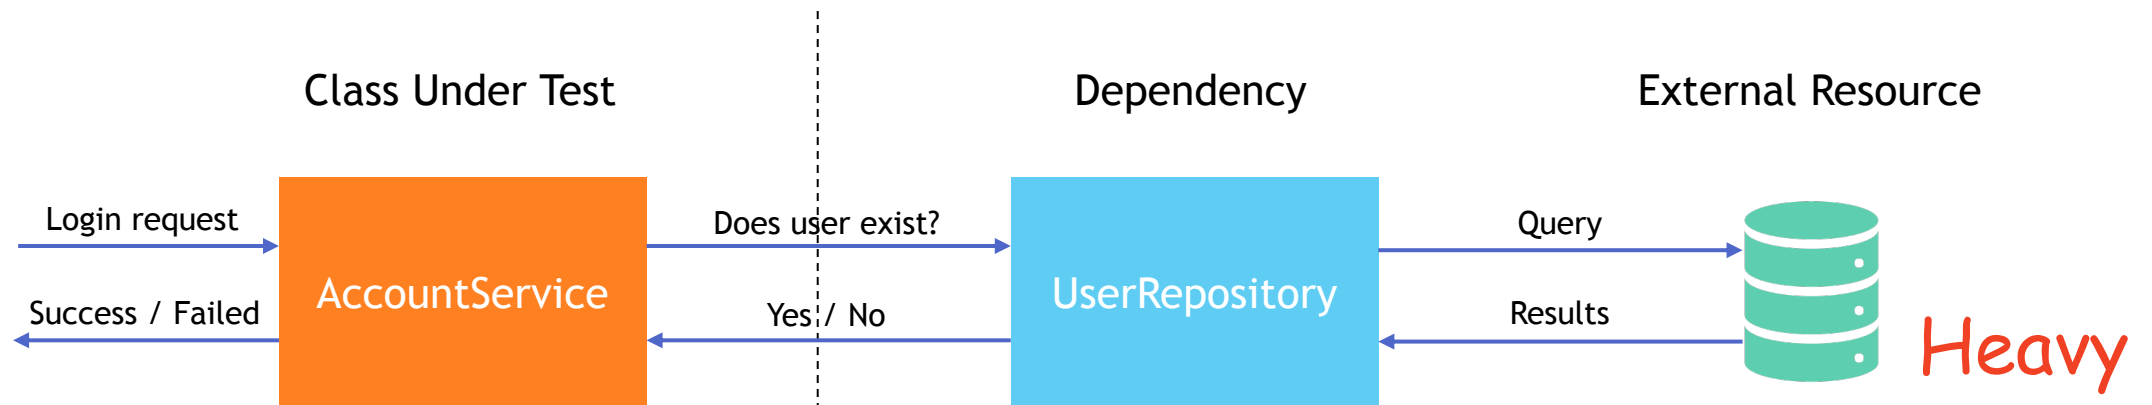 Class Under Test
Dependency
External Resource
Login request
Does user exist?
Query
AccountService
UserRepository
Success / Failed
Yes / No
Results
Heavy